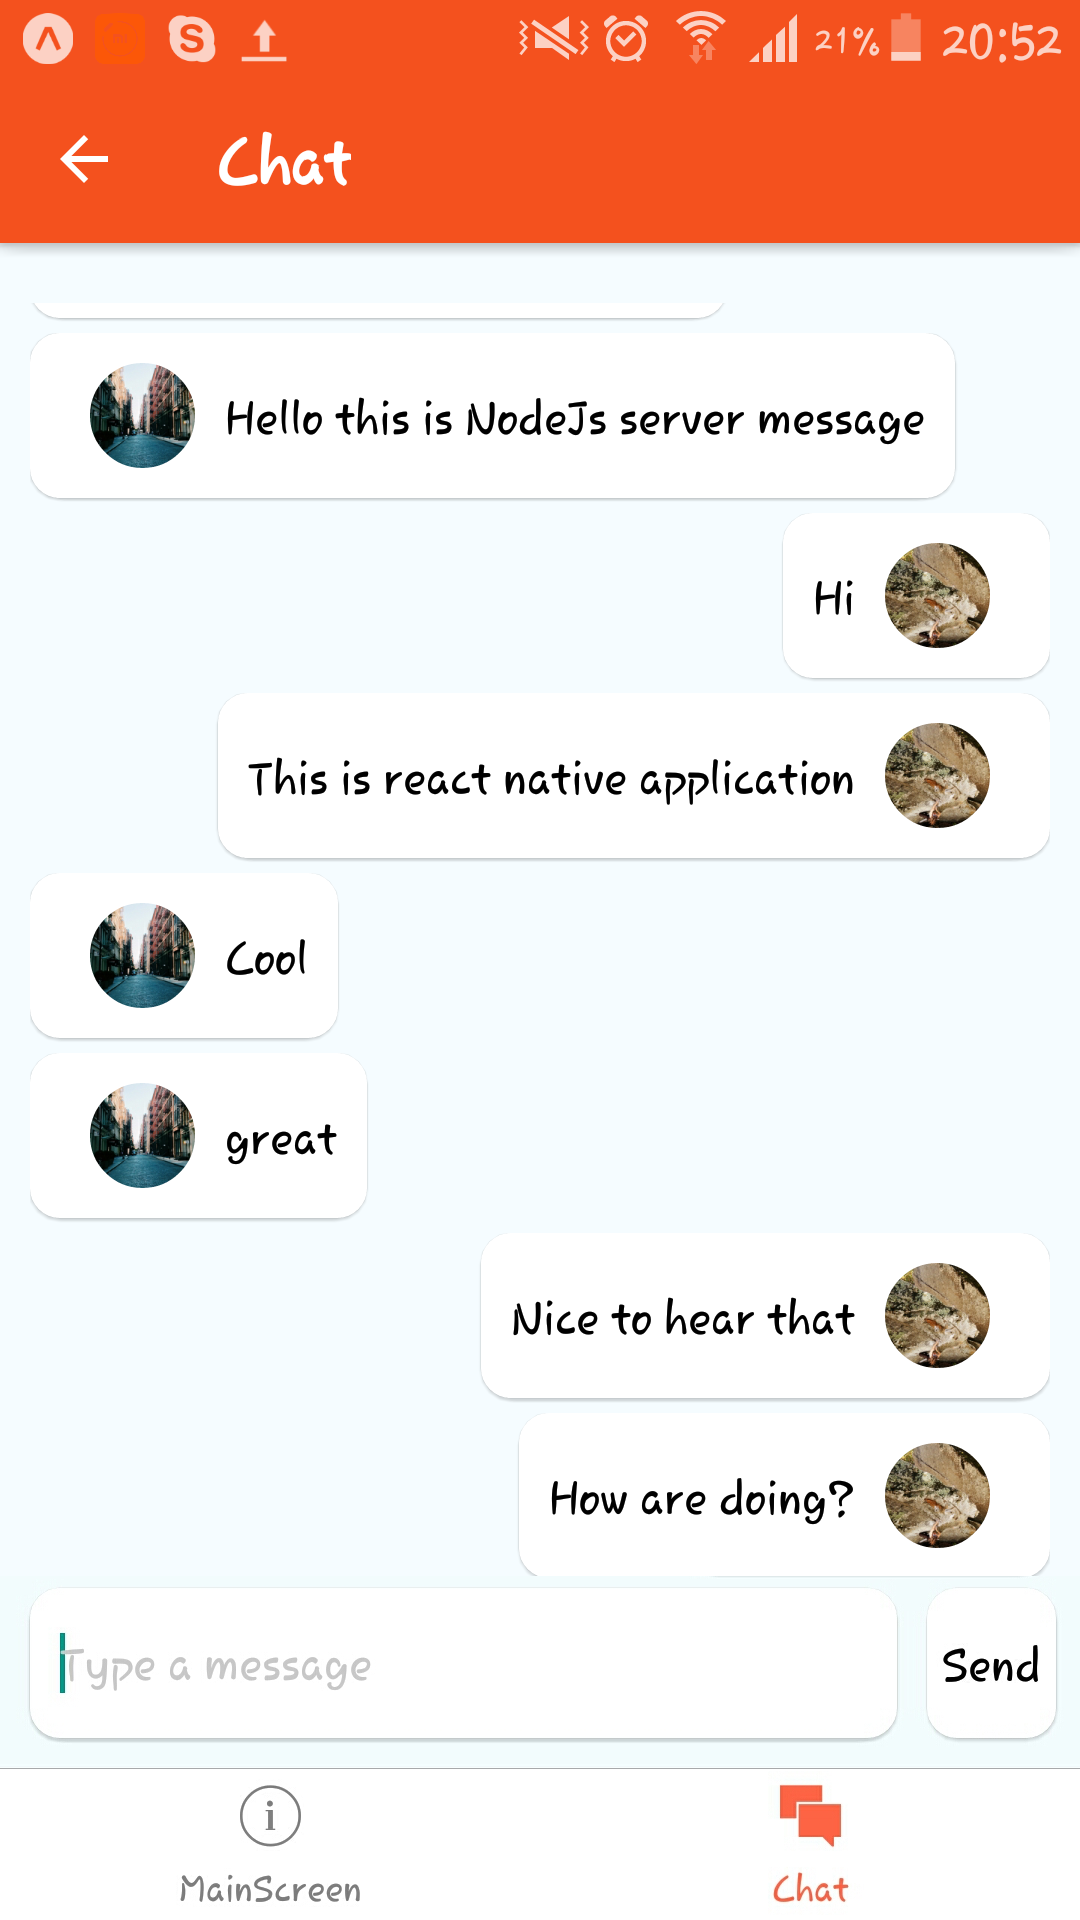 21% 20:52
Chat
Hello this is NodeJs server message
Hi
This is react native application
Cool
great
Nice to hear that
How are doing?
Type a message
Send
MainScreen
Chat